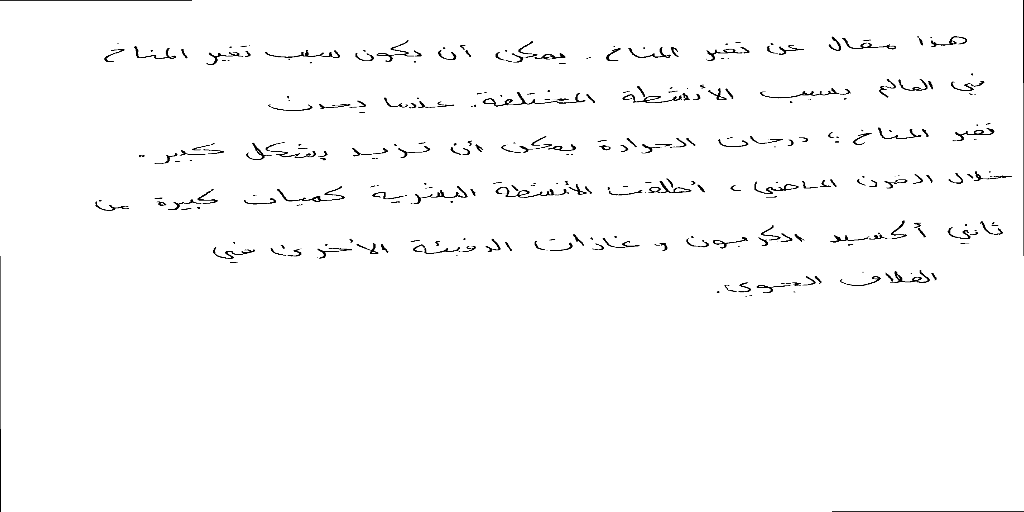 هذا مقال عن تغير المناخ. يمكن أن يكون سبب تغير المناخ
في العالم بسبب الأنشطة المختلفة. عندما يحدث
تغير المناخ، درجات الحرارة يمكن أن تزيد بشكل كبير.
خلال القرن الماضي، أطلقت الأنشطة البشرية كميات كبيرة من
ثاني أكسيد الكربون و غازات الدفيئة الأخرى في
الغلاف الجوي.